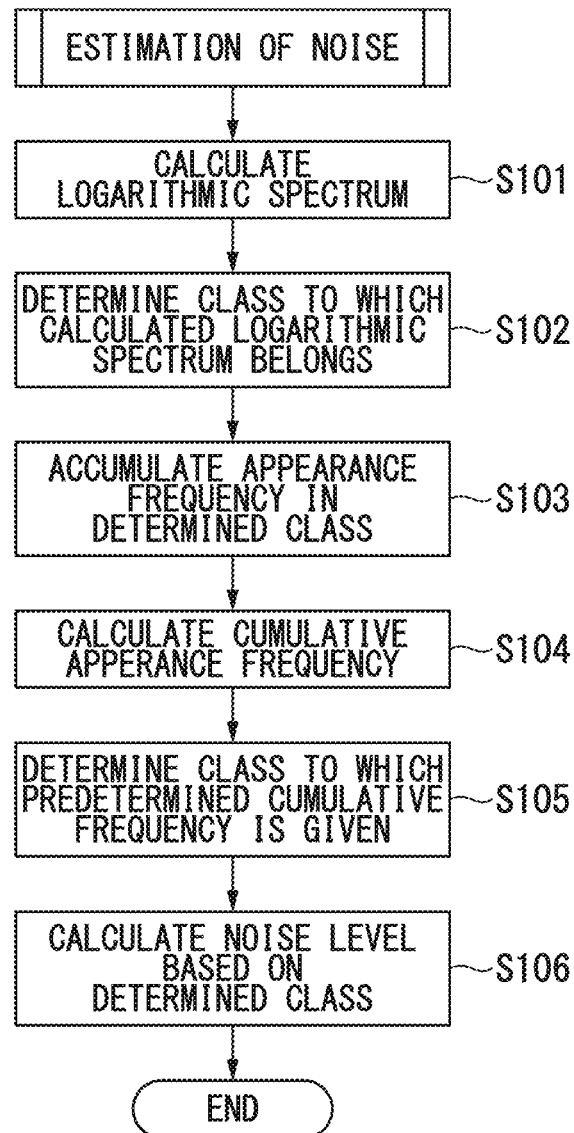 ESTIMATION OF NOISE
CALCULATE
LOGARITHMIC SPECTRUM
S101
DETERMINE CLASS TO WHICH
CALCULATED LOGARITHMIC
SPECTRUM BELONGS
S102
ACCUMULATE APPEARANCE
FREQUENCY IN
DETERMINED CLASS
S103
CALCULATE CUMULATIVE
APPERANCE FREQUENCY
S104
DETERMINE CLASS TO WHICH
PREDETERMINED CUMULATIVE
FREQUENCY IS GIVEN
S105
CALCULATE NOISE LEVEL
BASED ON
DETERMINED CLASS
S106
END